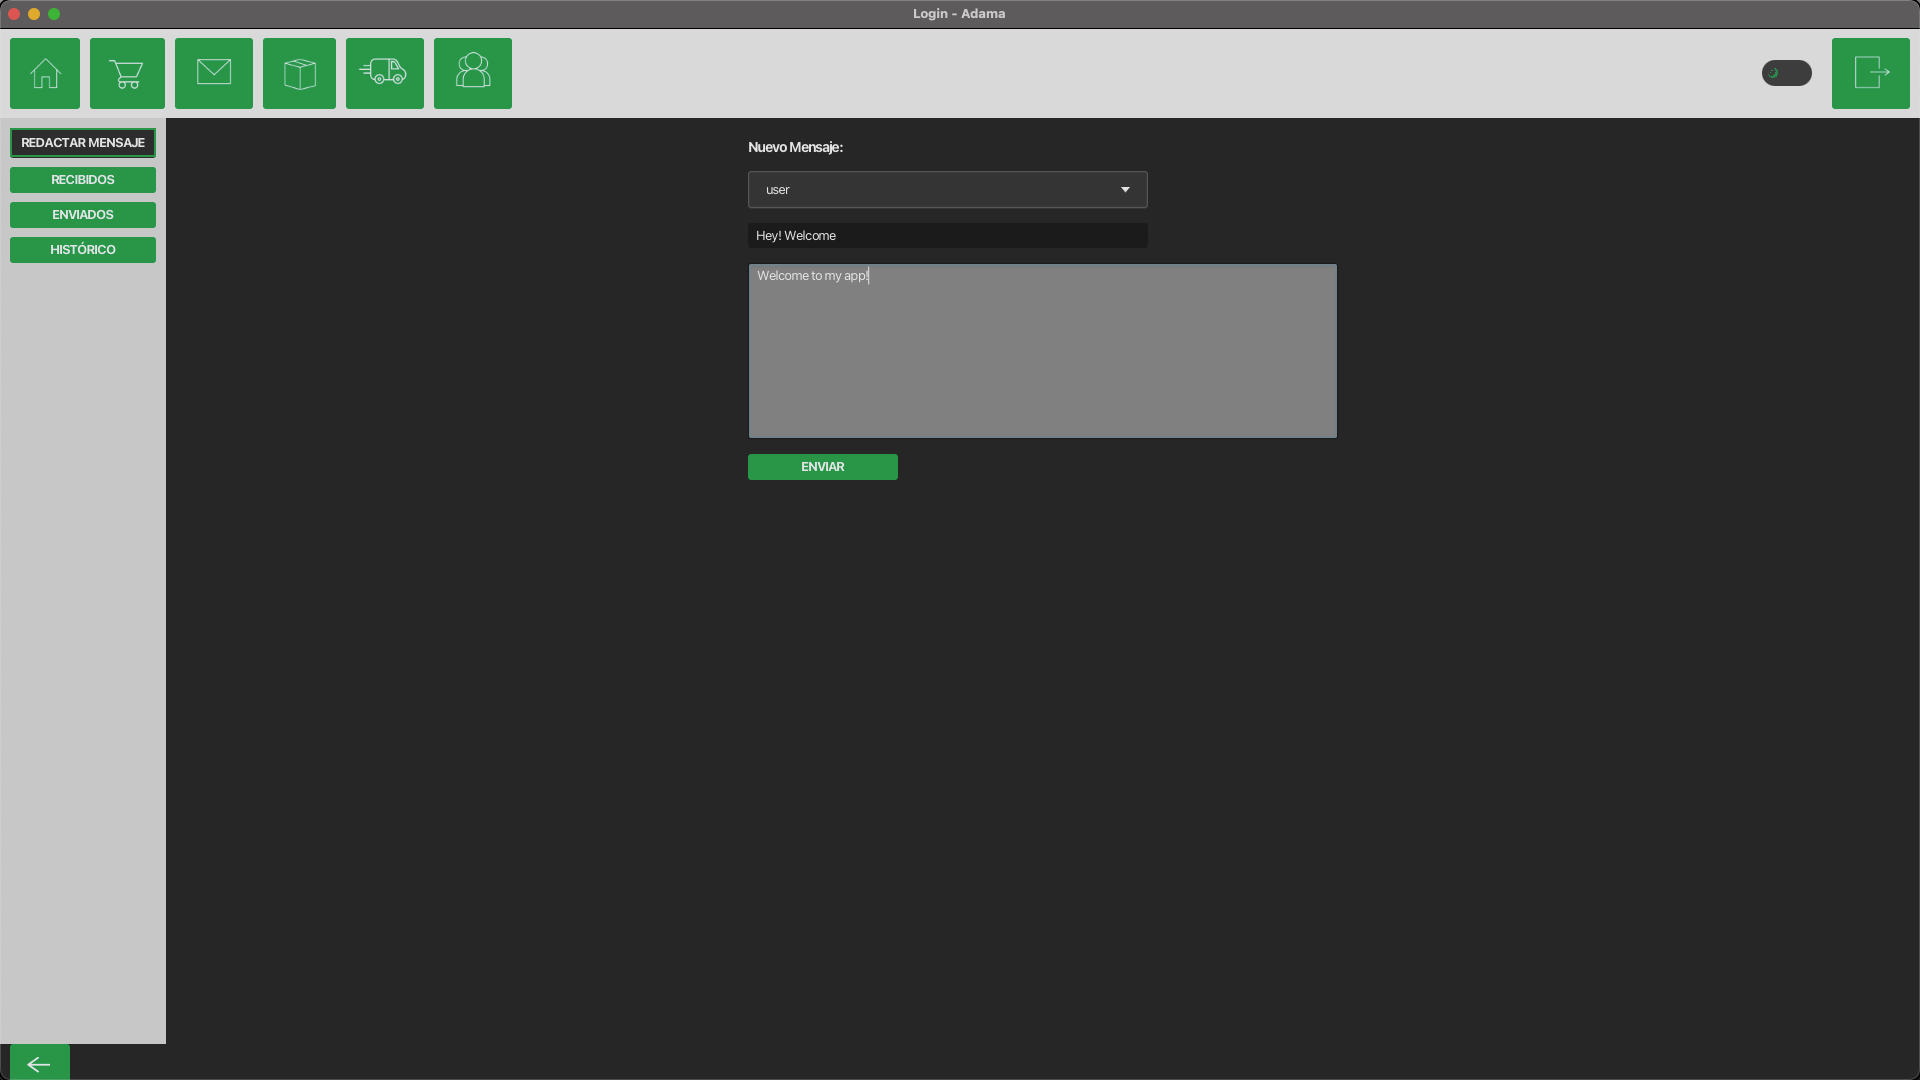 Login - Adama
REDACTAR MENSAJE
RECIBIDOS
ENVIADOS
HISTÓRICO
Nuevo Mensaje:
user
Hey! Welcome
Welcome to my app!
ENVIAR